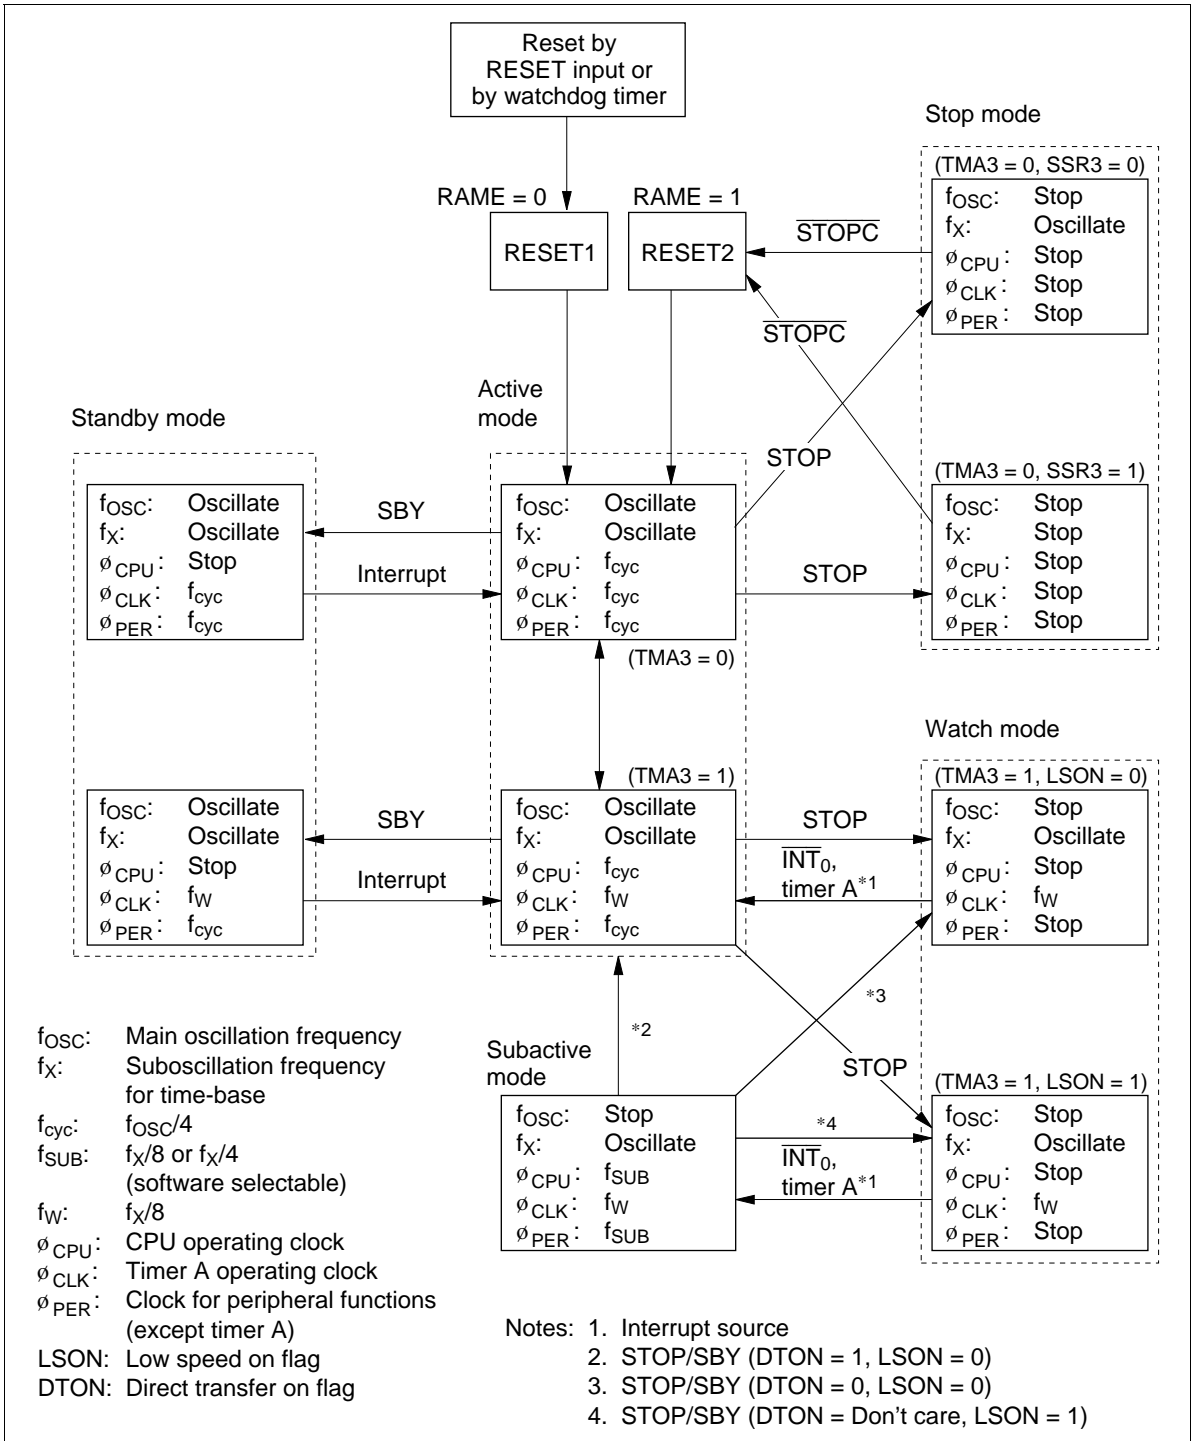 Reset by
RESET input or
by watchdog timer
Stop mode
(TMA3 = 0, SSR3 = 0)
RAME = 0
RAME = 1
RESET1
RESET2
STOPC
fOSC: Stop
fX: Oscillate
øCPU: Stop
øCLK: Stop
øPER: Stop
STOPC
Active
mode
Standby mode
STOP
(TMA3 = 0, SSR3 = 1)
fOSC: Oscillate
fX: Oscillate
øCPU: Stop
øCLK: fcyc
øPER: fcyc
SBY
Interrupt
fOSC: Oscillate
fX: Oscillate
øCPU: fcyc
øCLK: fcyc
øPER: fcyc
(TMA3 = 0)
STOP
fOSC: Stop
fX: Stop
øCPU: Stop
øCLK: Stop
øPER: Stop
Watch mode
(TMA3 = 1)
(TMA3 = 1, LSON = 0)
fOSC: Oscillate
fX: Oscillate
øCPU: Stop
øCLK: fW
øPER: fcyc
SBY
Interrupt
fOSC: Oscillate
fX: Oscillate
øCPU: fcyc
øCLK: fW
øPER: fcyc
STOP
INT0,
timer A*1
fOSC: Stop
fX: Oscillate
øCPU: Stop
øCLK: fW
øPER: Stop
*3
*2
Subactive
mode
STOP
(TMA3 = 1, LSON = 1)
fOSC: Stop
fX: Oscillate
øCPU: fSUB
øCLK: fW
øPER: fSUB
*4
INT0,
timer A*1
fOSC: Stop
fX: Oscillate
øCPU: Stop
øCLK: fW
øPER: Stop
fOSC: Main oscillation frequency
fX: Suboscillation frequency
for time-base
fcyc: fOSC/4
fSUB: fX/8 or fX/4
(software selectable)
fW: fX/8
øCPU: CPU operating clock
øCLK: Timer A operating clock
øPER: Clock for peripheral functions
(except timer A)
LSON: Low speed on flag
DTON: Direct transfer on flag
Notes: 1. Interrupt source
2. STOP/SBY (DTON = 1, LSON = 0)
3. STOP/SBY (DTON = 0, LSON = 0)
4. STOP/SBY (DTON = Don't care, LSON = 1)